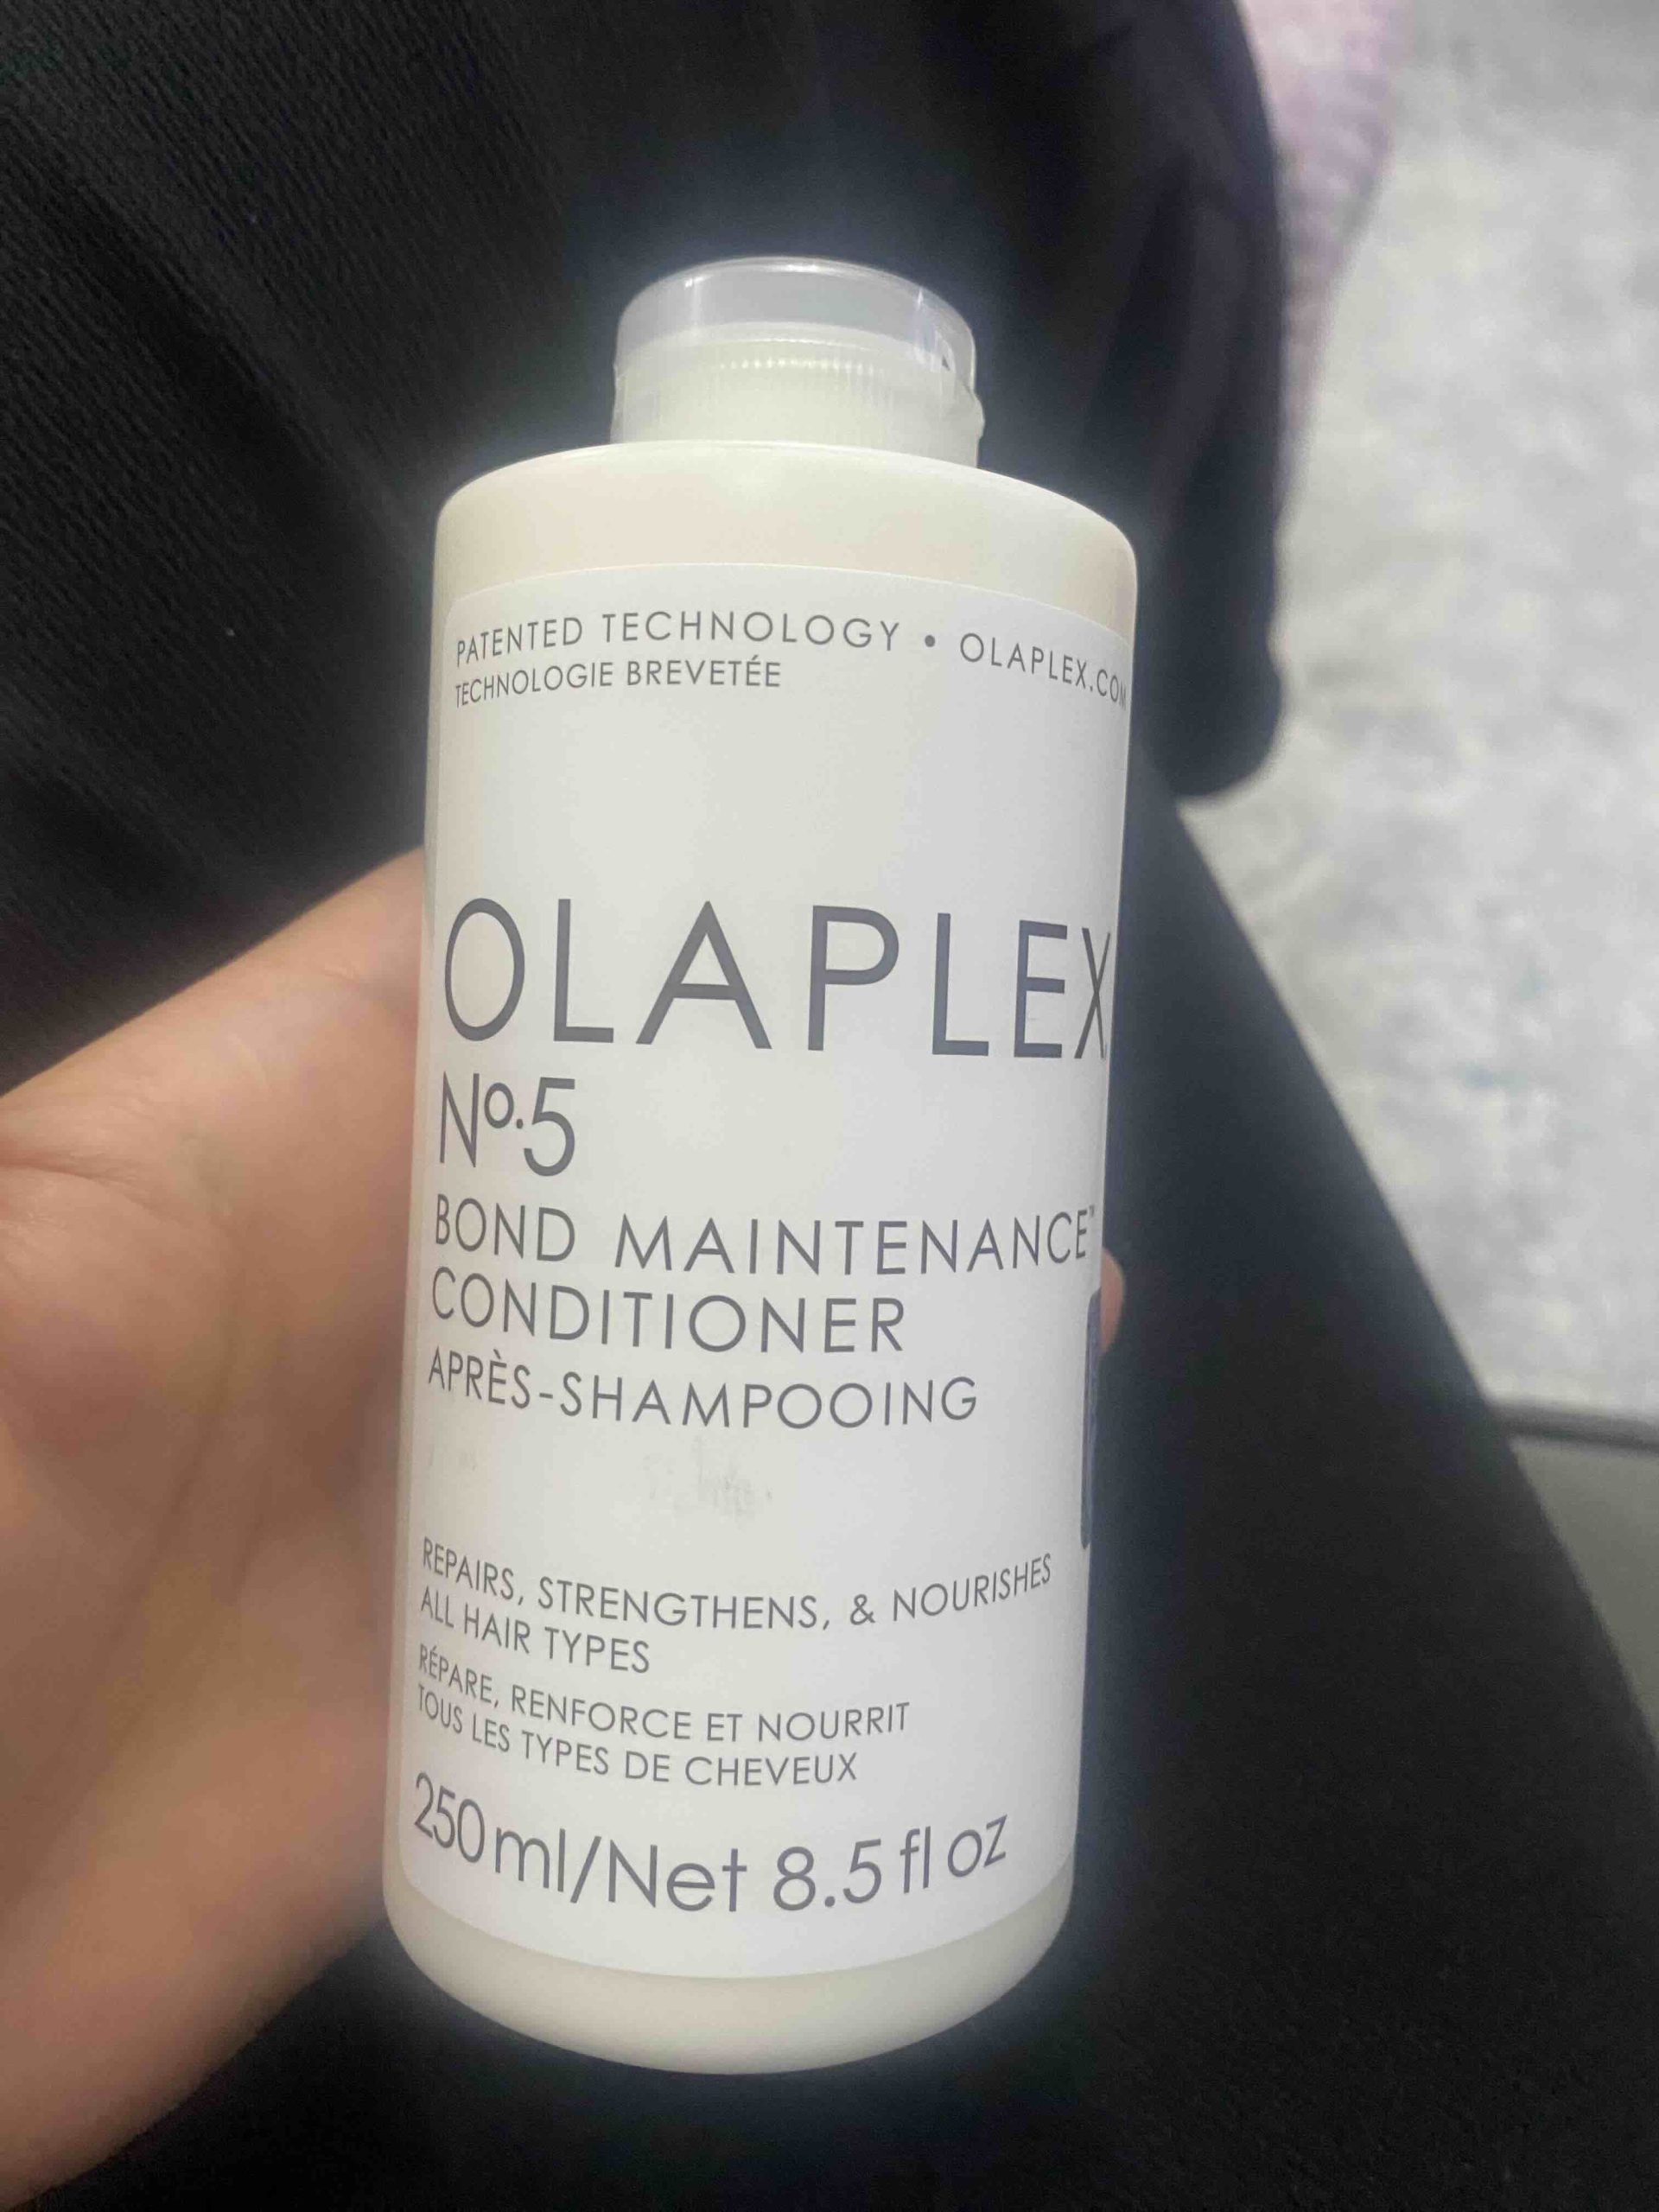 PATENTED TECHNOLOGY • OLAPLEX.COM
TECHNOLOGIE BREVETÉE
OLAPLEX
Nº.5
BOND MAINTENANCE™
CONDITIONER
APRÈS-SHAMPOOING
REPAIRS, STRENGTHENS, & NOURISHES
ALL HAIR TYPES
RÉPARE, RENFORCE ET NOURRIT
TOUS LES TYPES DE CHEVEUX
250ml/Net 8.5 fl oz